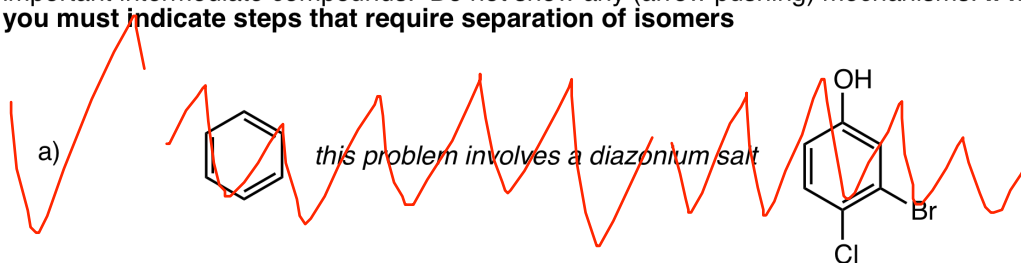 you must indicate steps that require separation of isomers
a)
this problem involves a diazonium salt
OH
Br
Cl